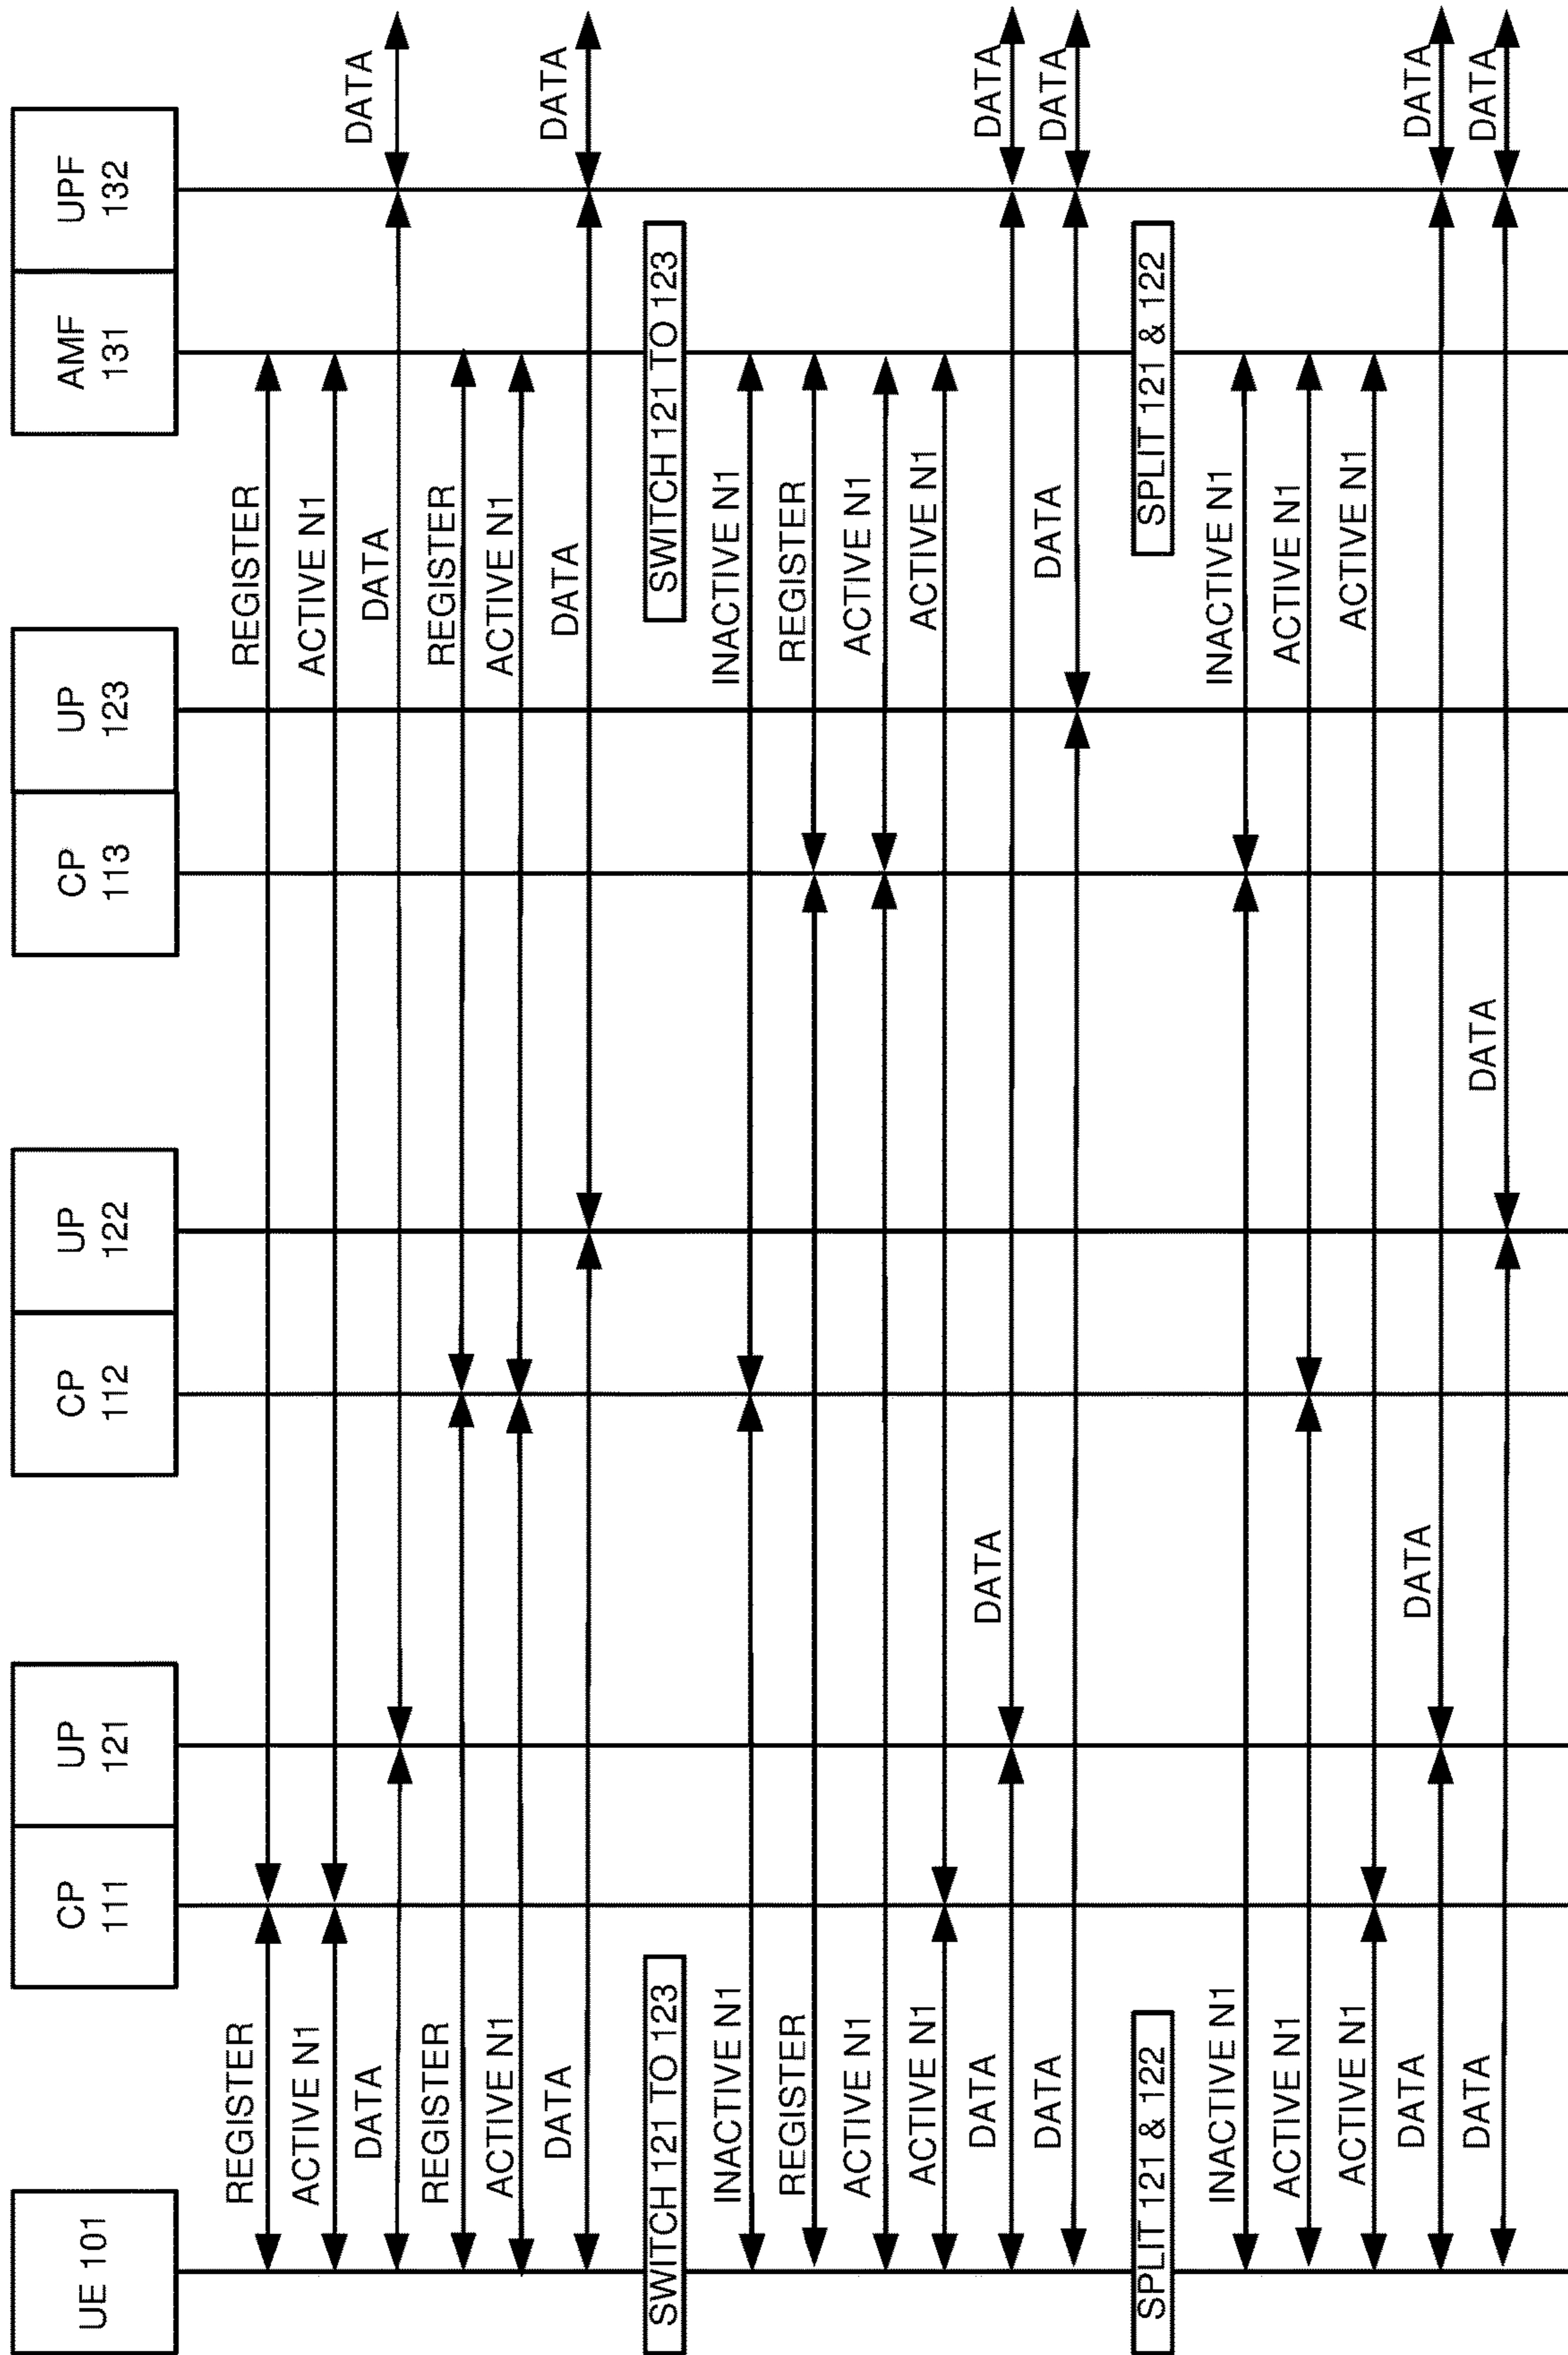 UE 101
CP
111
UP
121
CP
112
UP
122
CP
113
UP
123
AMF
131
UPF
132
REGISTER
REGISTER
ACTIVE N1
ACTIVE N1
DATA
DATA
DATA
REGISTER
REGISTER
ACTIVE N1
ACTIVE N1
DATA
DATA
DATA
SWITCH 121 TO 123
SWITCH 121 TO 123
INACTIVE N1
INACTIVE N1
REGISTER
REGISTER
ACTIVE N1
ACTIVE N1
ACTIVE N1
ACTIVE N1
DATA
DATA
DATA
DATA
DATA
DATA
SPLIT 121 & 122
SPLIT 121 & 122
INACTIVE N1
INACTIVE N1
ACTIVE N1
ACTIVE N1
ACTIVE N1
ACTIVE N1
DATA
DATA
DATA
DATA
DATA
DATA